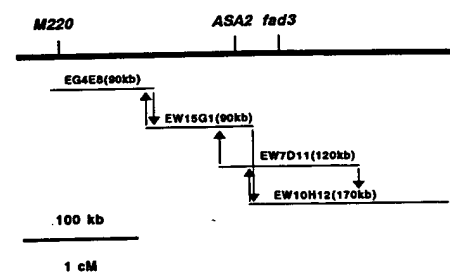 M220 ASA2 fad3
EG4E8(90kb)
EW15G1(90kb)
EW7D11(120kb)
EW10H12(170kb)
100 kb
1 cM